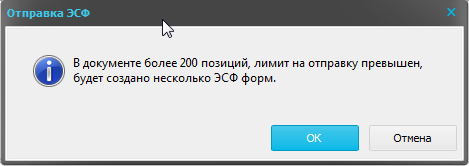 Отправка ЭСФ
В документе более 200 позиций, лимит на отправку превышен,
будет создано несколько ЭСФ форм.
OK
Отмена